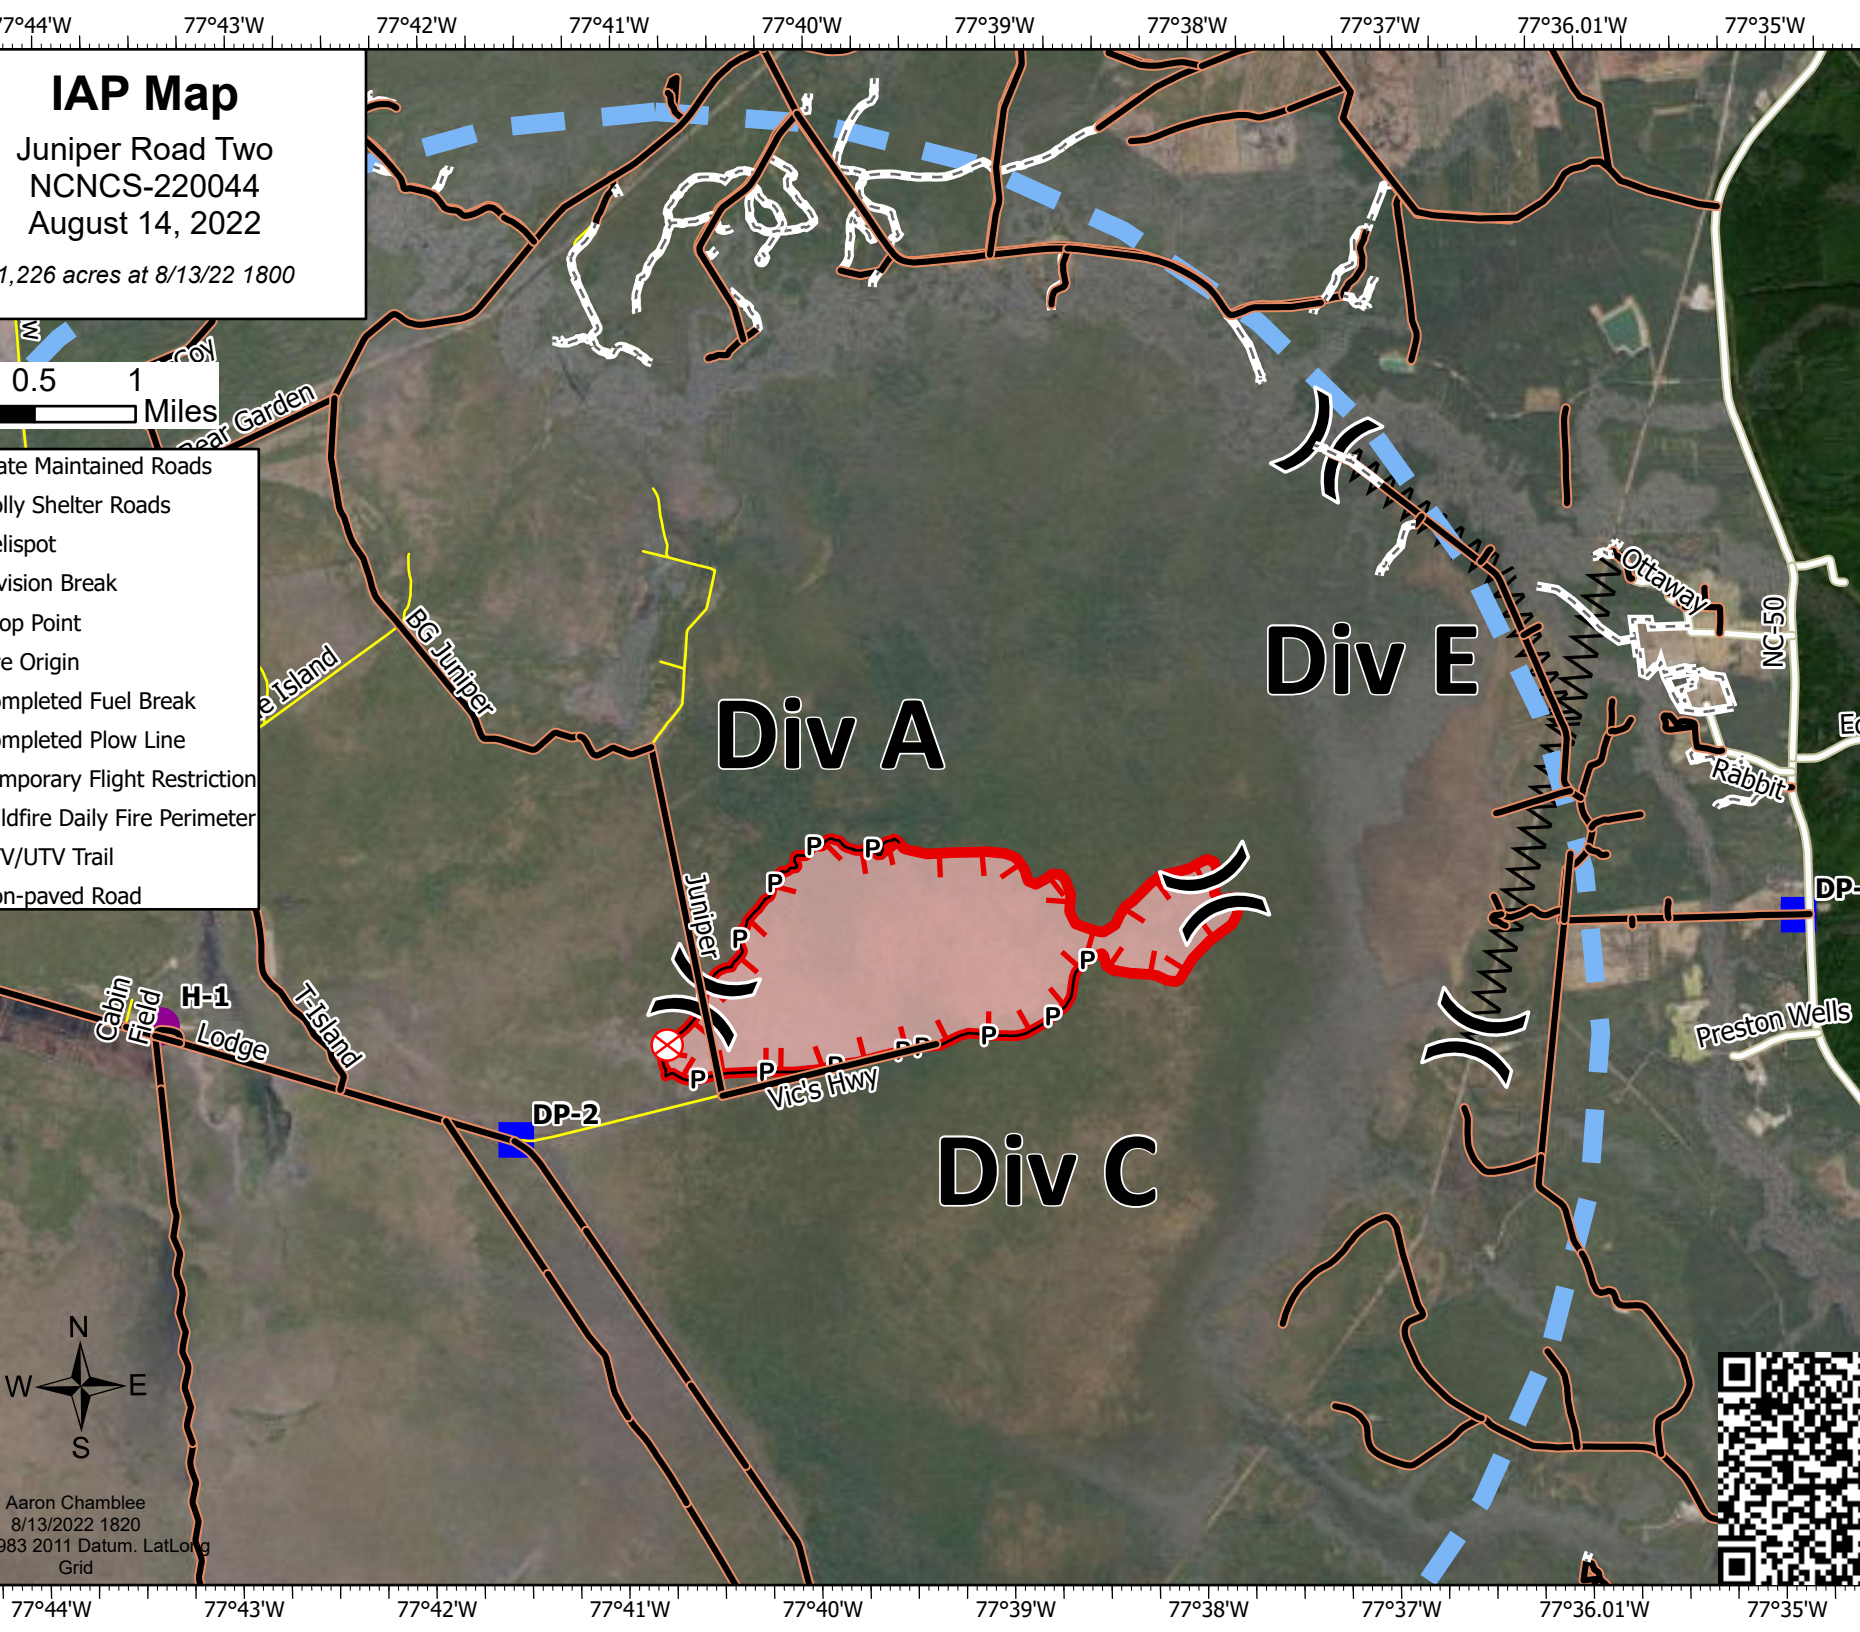 77°44'W 77°43'W 77°42'W 77°41'W 77°40'W 77°39'W 77°38'W 77°37'W 77°36.01'W 77°35'W
IAP Map
Juniper Road Two
NCNCS-220044
August 14, 2022
1,226 acres at 8/13/22 1800
W
Coy
0.5 1
Miles
Bear Garden
ate Maintained Roads
olly Shelter Roads
elispot
vision Break
op Point
re Origin
ompleted Fuel Break
ompleted Plow Line
mporary Flight Restriction
ildfire Daily Fire Perimeter
V/UTV Trail
on-paved Road
e Island
BG Juniper
Div A
Div E
Ottaway
NC-50
Ec
Rabbit
DP-
Juniper
P
P
P
P
P
P
P
P
P
P
P
P
P
Vic's Hwy
Cabin
Field
H-1
Lodge
T-Island
DP-2
Div C
Preston Wells
N
W E
S
Aaron Chamblee
8/13/2022 1820
983 2011 Datum. LatLong
Grid
77°44'W 77°43'W 77°42'W 77°41'W 77°40'W 77°39'W 77°38'W 77°37'W 77°36.01'W 77°35'W